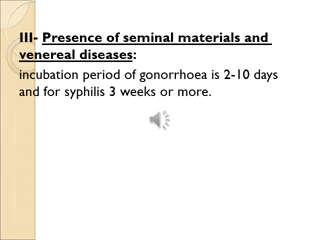 III- Presence of seminal materials and
venereal diseases:
incubation period of gonorrhoea is 2-10 days
and for syphilis 3 weeks or more.